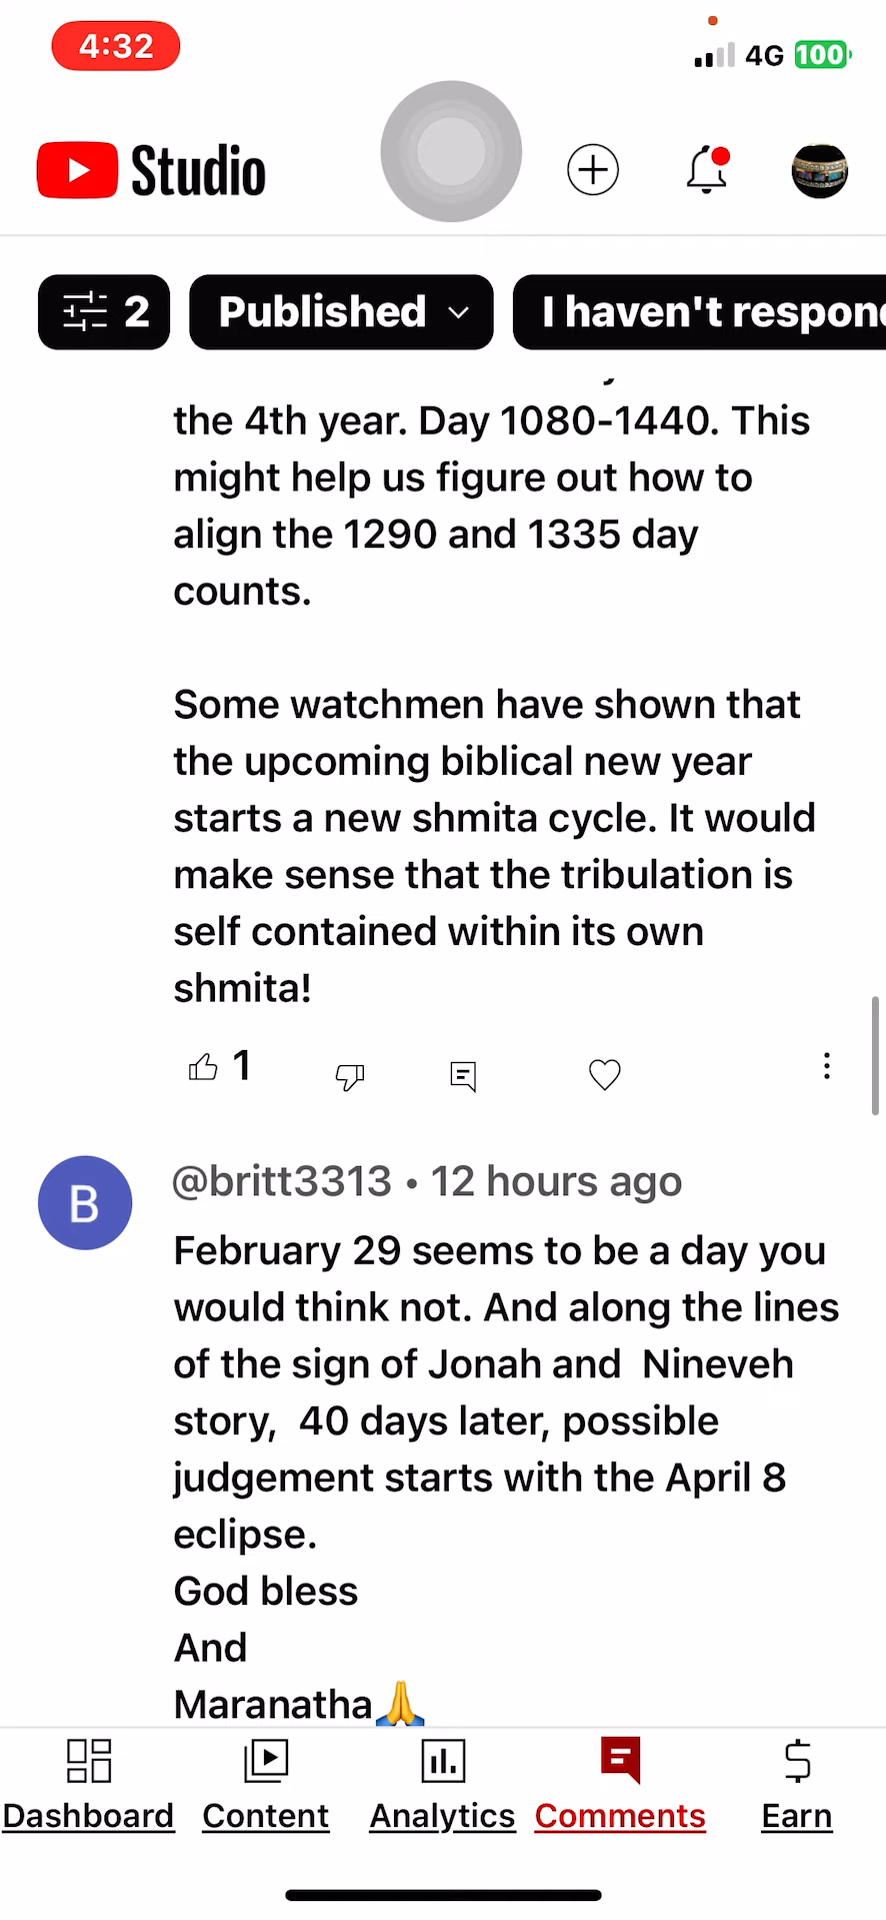 4:32
4G 100
Studio
2 Published I haven't respon
the 4th year. Day 1080-1440. This
might help us figure out how to
align the 1290 and 1335 day
counts.
Some watchmen have shown that
the upcoming biblical new year
starts a new shmita cycle. It would
make sense that the tribulation is
self contained within its own
shmita!
1
B
@britt3313 • 12 hours ago
February 29 seems to be a day you
would think not. And along the lines
of the sign of Jonah and  Nineveh
story,  40 days later, possible
judgement starts with the April 8
eclipse.
God bless
And
Maranatha🙏
Dashboard Content Analytics Comments Earn